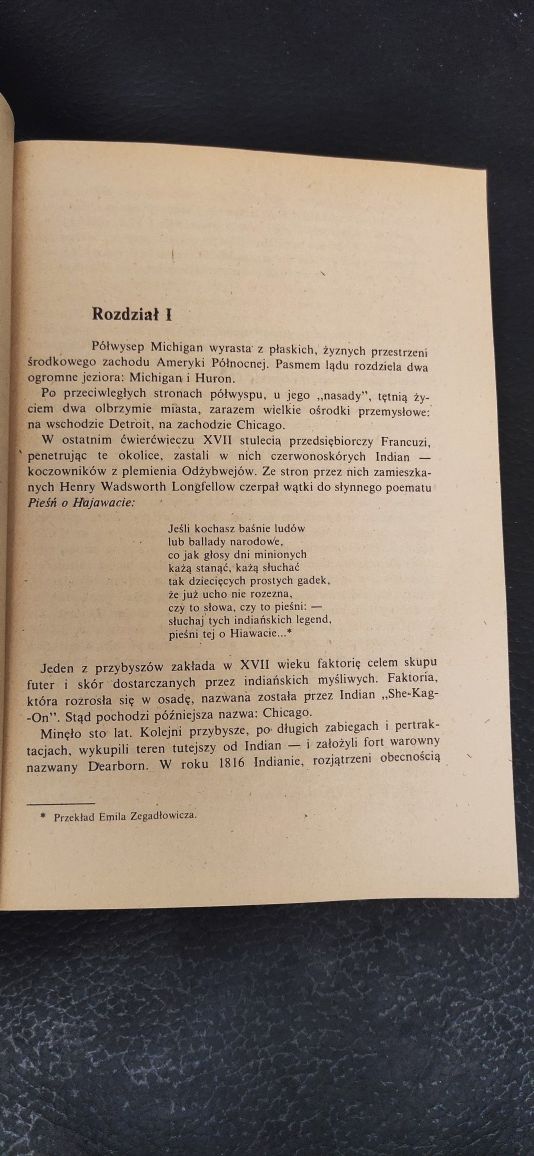 Rozdział I
Półwysep Michigan wyrasta z płaskich, żyznych przestrzeni
środkowego zachodu Ameryki Północnej. Pasmem lądu rozdziela dwa
ogromne jeziora: Michigan i Huron.
Po przeciwległych stronach półwyspu, u jego „nasady”, tętnią ży-
ciem dwa olbrzymie miasta, zarazem wielkie ośrodki przemysłowe:
na wschodzie Detroit, na zachodzie Chicago.
W ostatnim ćwierćwieczu XVII stulecia przedsiębiorczy Francuzi,
penetrując te okolice, zastali w nich czerwonoskórych Indian —
koczowników z plemienia Odżybwejów. Ze stron przez nich zamieszka-
nych Henry Wadsworth Longfellow czerpał wątki do słynnego poematu
Pieśń o Hajawacie:
Jeśli kochasz baśnie ludów
lub ballady narodowe,
co jak głosy dni minionych
każą stanąć, każą słuchać
tak dziecięcych prostych gadek,
że już ucho nie rozezna,
czy to słowa, czy to pieśni: —
słuchaj tych indiańskich legend,
pieśni tej o Hiawacie...*
Jeden z przybyszów zakłada w XVII wieku faktorię celem skupu
futer i skór dostarczanych przez indiańskich myśliwych. Faktoria,
która rozrosła się w osadę, nazwana została przez Indian „She-Kag-
-On”. Stąd pochodzi późniejsza nazwa: Chicago.
Minęło sto lat. Kolejni przybysze, po długich zabiegach i pertrak-
tacjach, wykupili teren tutejszy od Indian — i założyli fort warowny
nazwany Dearborn. W roku 1816 Indianie, rozjątrzeni obecnością
* Przekład Emila Zegadłowicza.